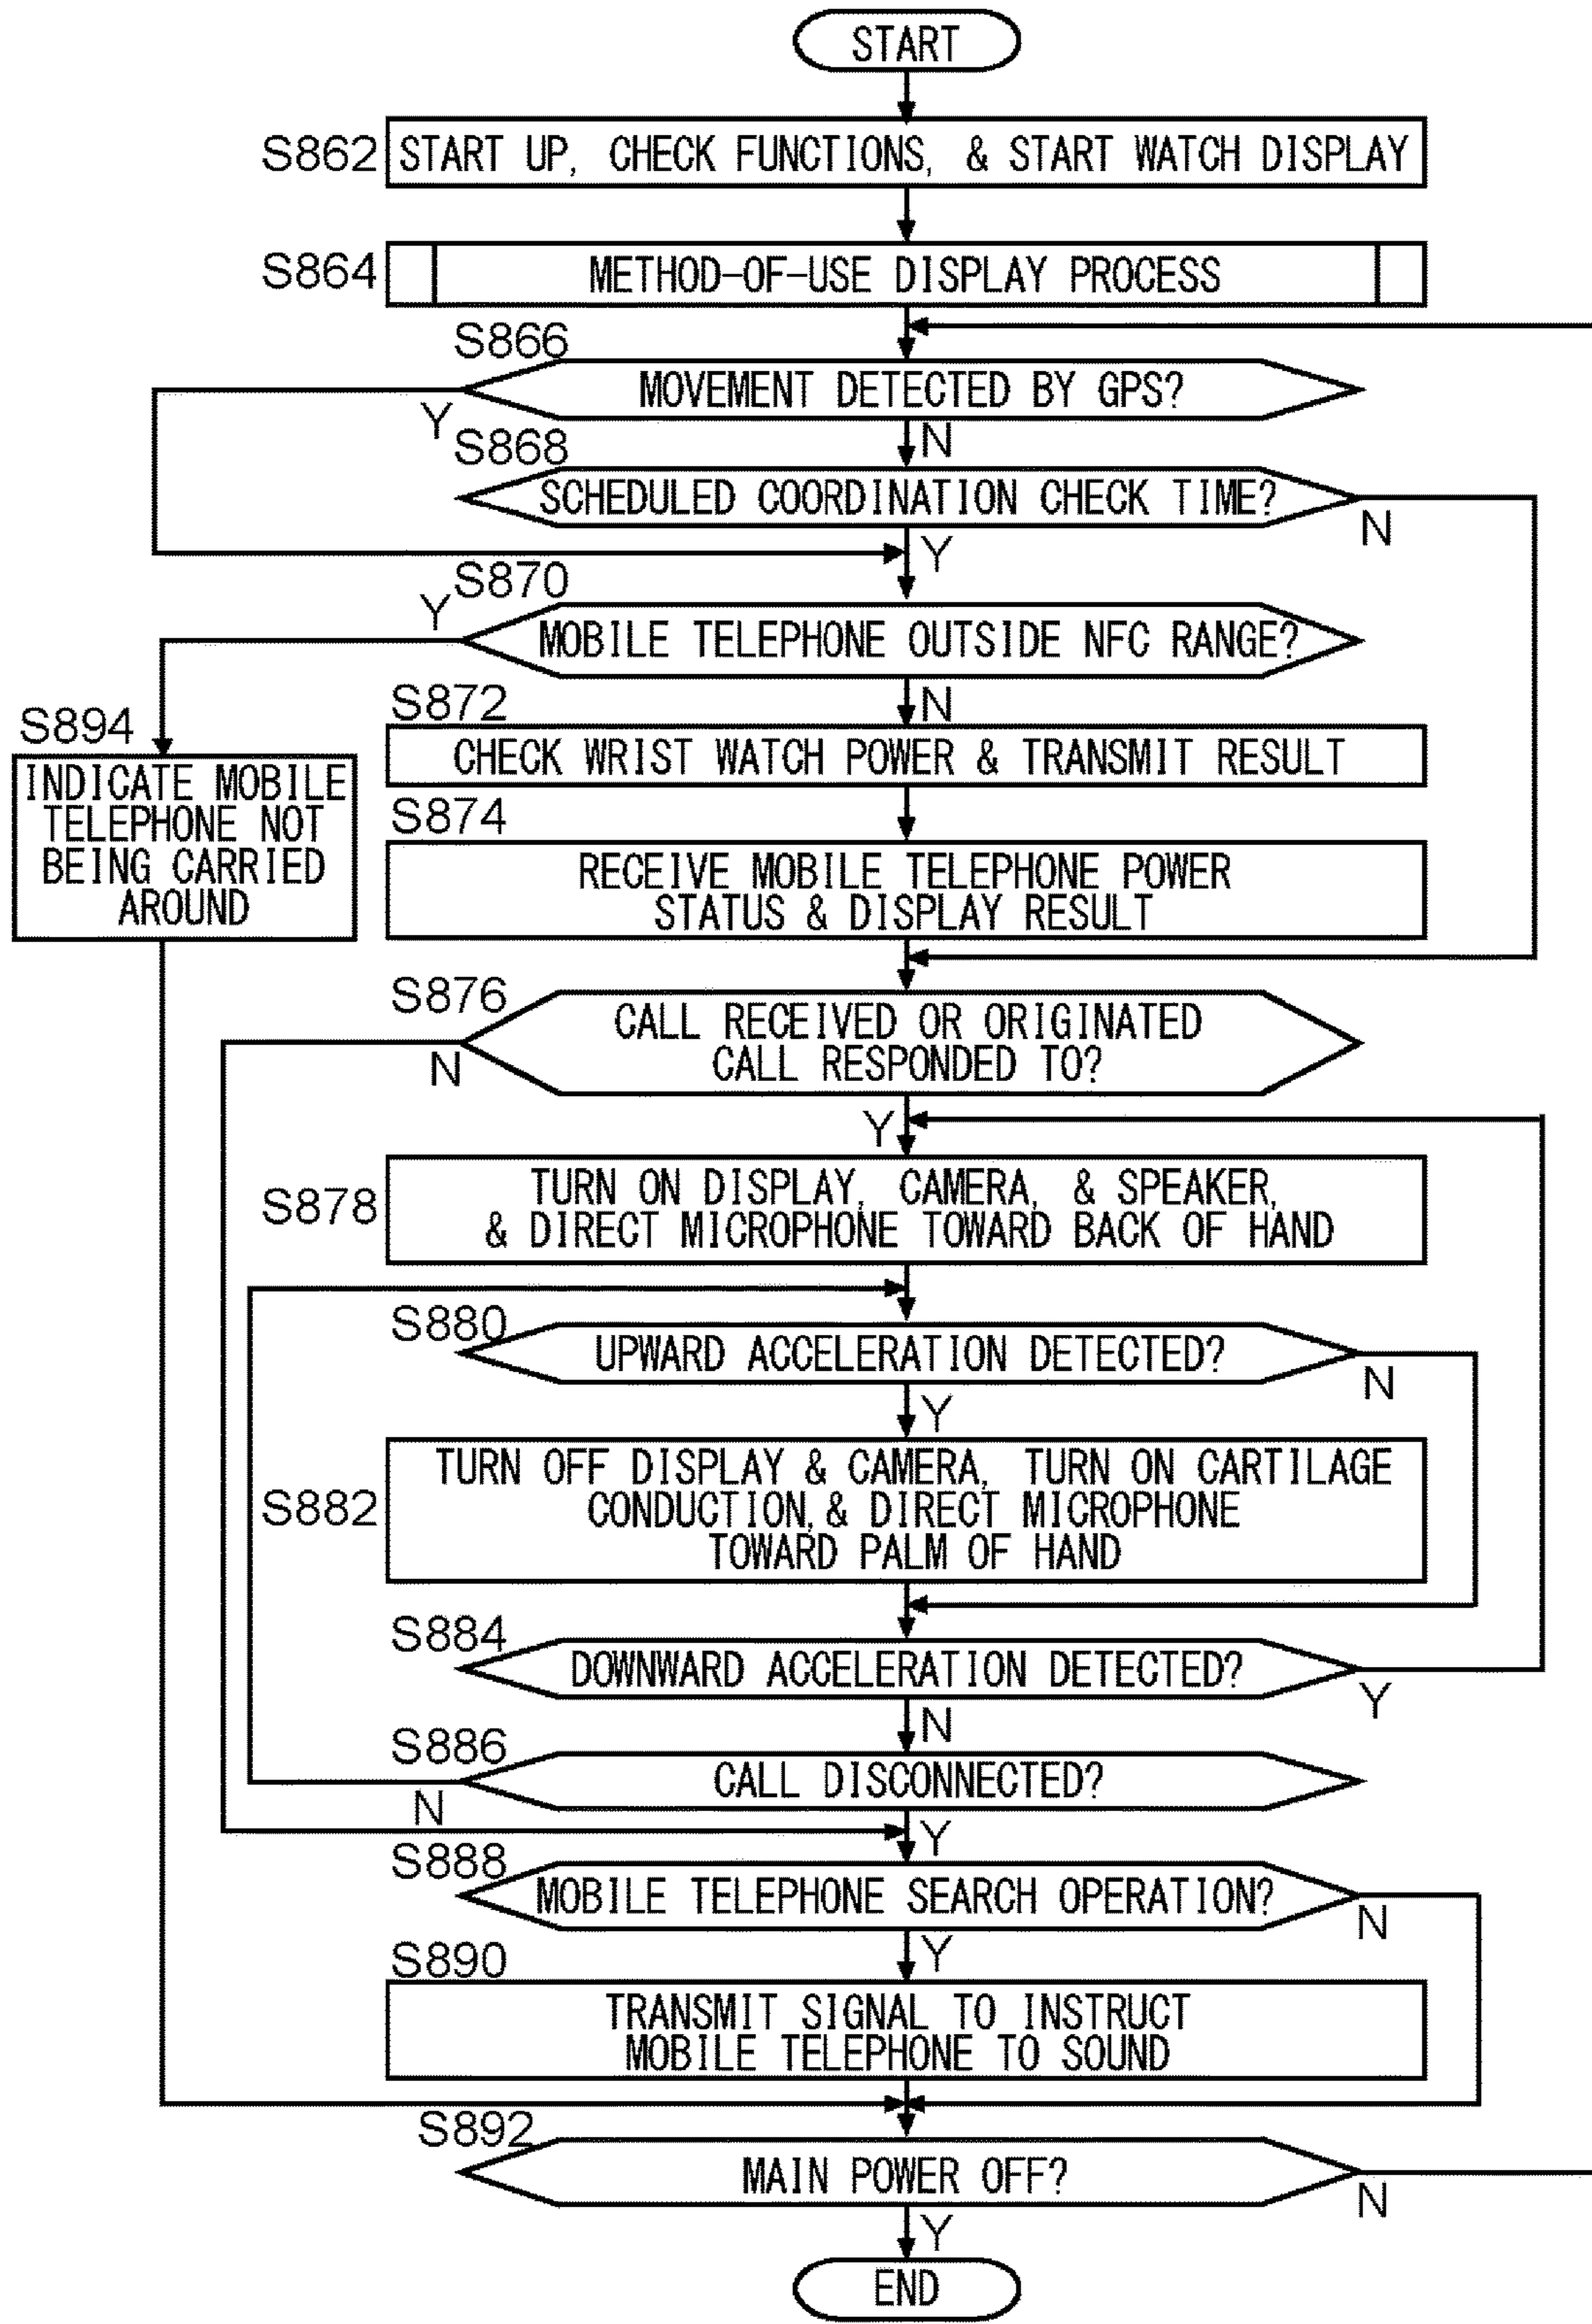 START
S862
START UP, CHECK FUNCTIONS, & START WATCH DISPLAY
S864
METHOD-OF-USE DISPLAY PROCESS
S866
MOVEMENT DETECTED BY GPS?
Y
N
S868
SCHEDULED COORDINATION CHECK TIME?
N
Y
S870
Y
MOBILE TELEPHONE OUTSIDE NFC RANGE?
N
S872
CHECK WRIST WATCH POWER & TRANSMIT RESULT
S894
INDICATE MOBILE
TELEPHONE NOT
BEING CARRIED
AROUND
S874
RECEIVE MOBILE TELEPHONE POWER
STATUS & DISPLAY RESULT
S876
CALL RECEIVED OR ORIGINATED
CALL RESPONDED TO?
N
Y
S878
TURN ON DISPLAY, CAMERA, & SPEAKER,
& DIRECT MICROPHONE TOWARD BACK OF HAND
S880
UPWARD ACCELERATION DETECTED?
N
Y
S882
TURN OFF DISPLAY & CAMERA, TURN ON CARTILAGE
CONDUCTION,& DIRECT MICROPHONE
TOWARD PALM OF HAND
S884
DOWNWARD ACCELERATION DETECTED?
Y
N
S886
CALL DISCONNECTED?
N
Y
S888
MOBILE TELEPHONE SEARCH OPERATION?
N
Y
S890
TRANSMIT SIGNAL TO INSTRUCT
MOBILE TELEPHONE TO SOUND
S892
MAIN POWER OFF?
N
Y
END